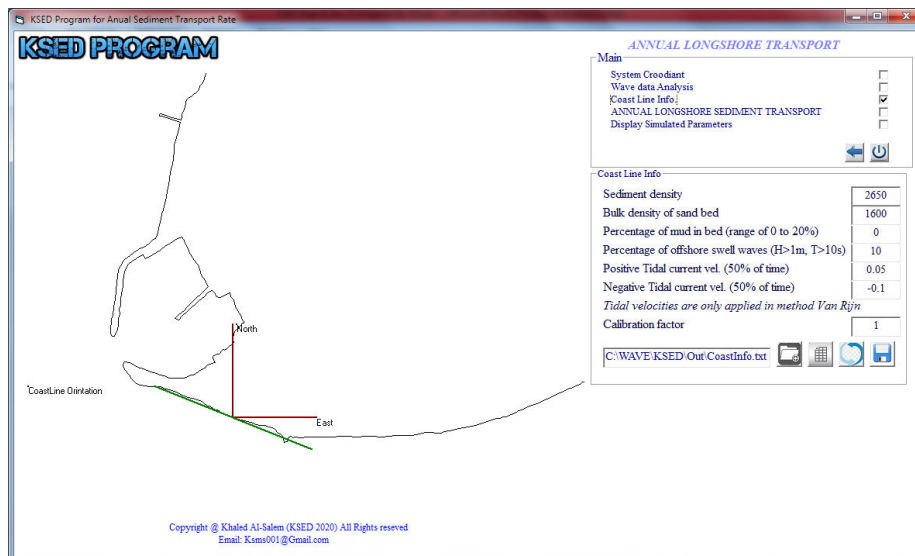 KSED Program for Anual Sediment Transport Rate
KSED PROGRAM
ANNUAL LONGSHORE TRANSPORT
Main
System Croodiant
Wave data Analysis
Coast Line Info.
ANNUAL LONGSHORE SEDIMENT TRANSPORT
Display Simulated Parameters
Coast Line Info
Sediment density 2650
Bulk density of sand bed 1600
Percentage of mud in bed (range of 0 to 20%) 0
Percentage of offshore swell waves (H>1m, T>10s) 10
Positive Tidal current vel. (50% of time) 0.05
Negative Tidal current vel. (50% of time) -0.1
Tidal velocities are only applied in method Van Rijn
Calibration factor 1
C:\WAVE\KSED\Out\CoastInfo.txt
North
CoastLine Orintation
East
Copyright @ Khaled Al-Salem (KSED 2020) All Rights reseved
Email: Ksms001@Gmail.com